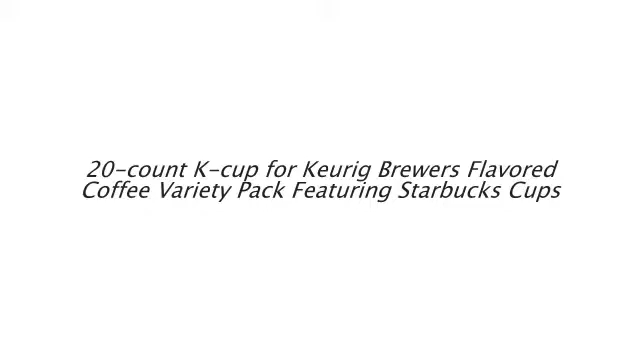 20-count K-cup for Keurig Brewers Flavored
Coffee Variety Pack Featuring Starbucks Cups